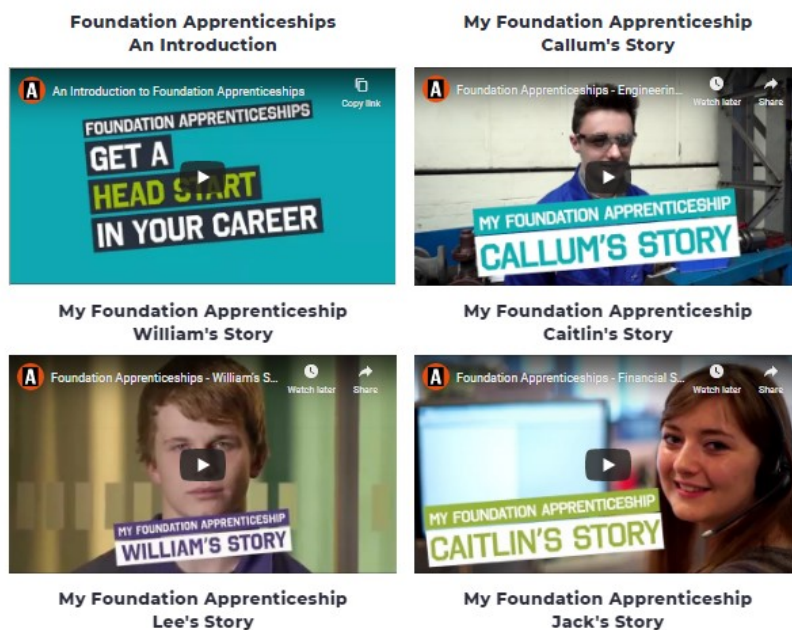 Foundation Apprenticeships
An Introduction
My Foundation Apprenticeship
Callum's Story
A
An Introduction to Foundation Apprenticeships
Copy link
FOUNDATION APPRENTICESHIPS
GET A
HEAD START
IN YOUR CAREER
A
Foundation Apprenticeships - Engineerin...
Watch later
Share
MY FOUNDATION APPRENTICESHIP
CALLUM'S STORY
My Foundation Apprenticeship
William's Story
My Foundation Apprenticeship
Caitlin's Story
A
Foundation Apprenticeships - William's S...
Watch later
Share
MY FOUNDATION APPRENTICESHIP
WILLIAM'S STORY
A
Foundation Apprenticeships - Financial S...
Watch later
Share
MY FOUNDATION APPRENTICESHIP
CAITLIN'S STORY
My Foundation Apprenticeship
Lee's Story
My Foundation Apprenticeship
Jack's Story